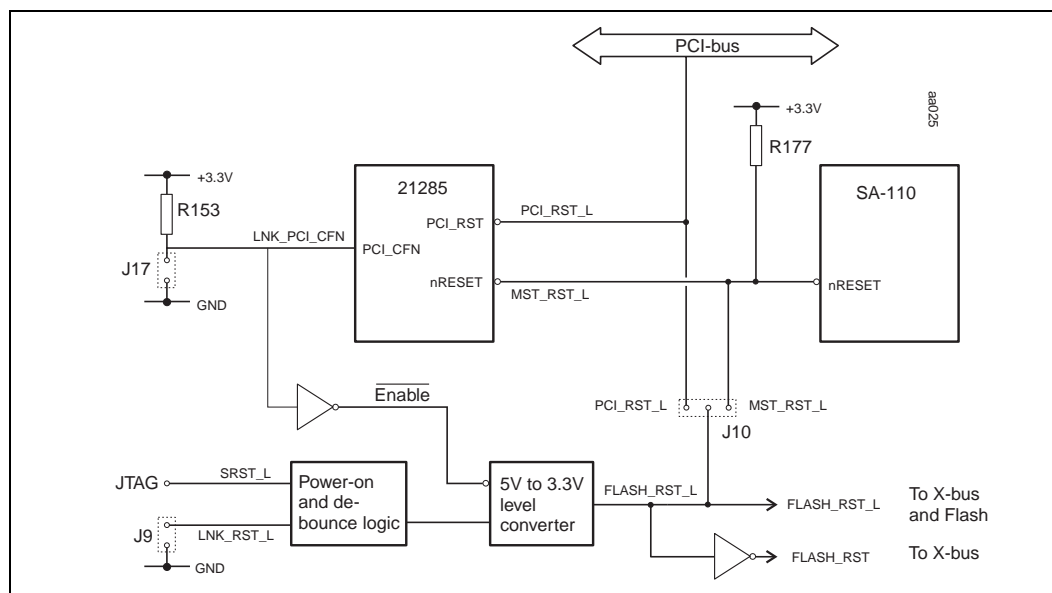 PCI-bus
aa025
+3.3V
R177
+3.3V
R153
21285
SA-110
PCI_RST
PCI_RST_L
LNK_PCI_CFN
PCI_CFN
J17
nRESET
MST_RST_L
nRESET
GND
Enable
PCI_RST_L
MST_RST_L
J10
JTAG
SRST_L
Power-on
and de-
bounce logic
5V to 3.3V
level
converter
FLASH_RST_L
FLASH_RST_L
To X-bus
and Flash
J9
LNK_RST_L
GND
FLASH_RST
To X-bus